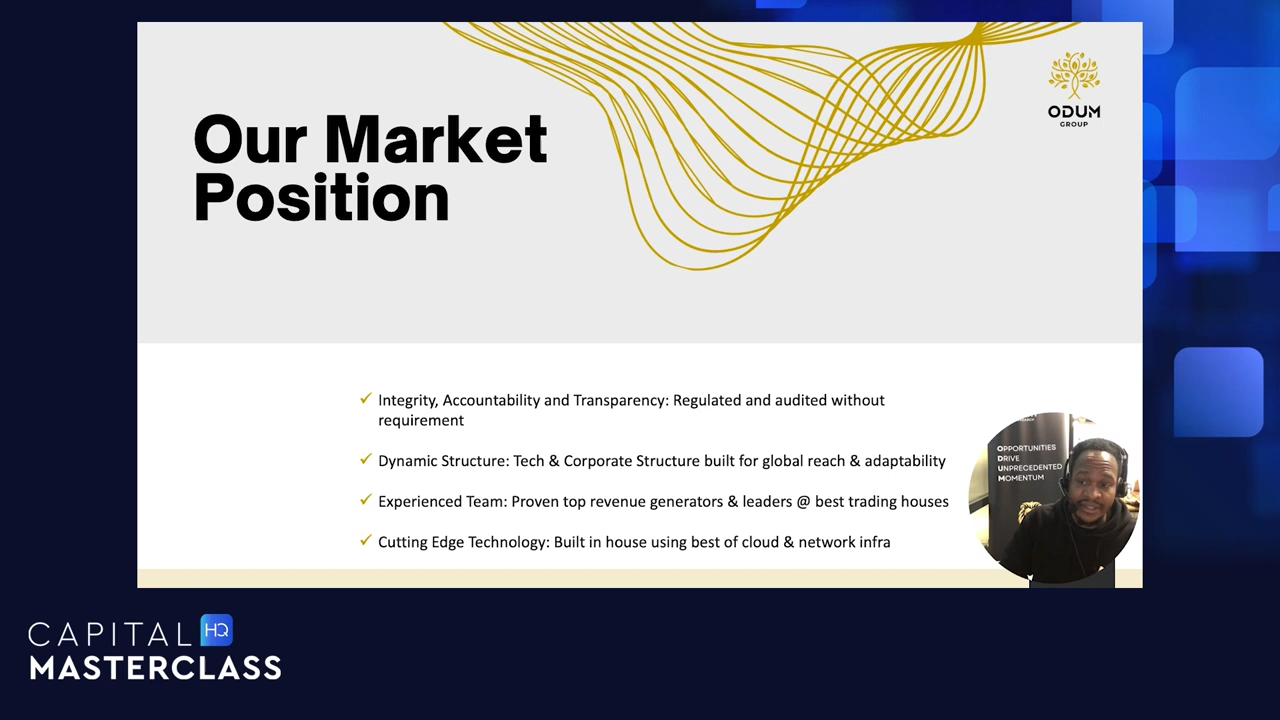 ODUM
GROUP
Our Market
Position
✓ Integrity, Accountability and Transparency: Regulated and audited without
requirement
✓ Dynamic Structure: Tech & Corporate Structure built for global reach & adaptability
✓ Experienced Team: Proven top revenue generators & leaders @ best trading houses
✓ Cutting Edge Technology: Built in house using best of cloud & network infra
OPPORTUNITIES
DRIVE
UNPRECEDENTED
MOMENTUM
CAPITAL HQ
MASTERCLASS